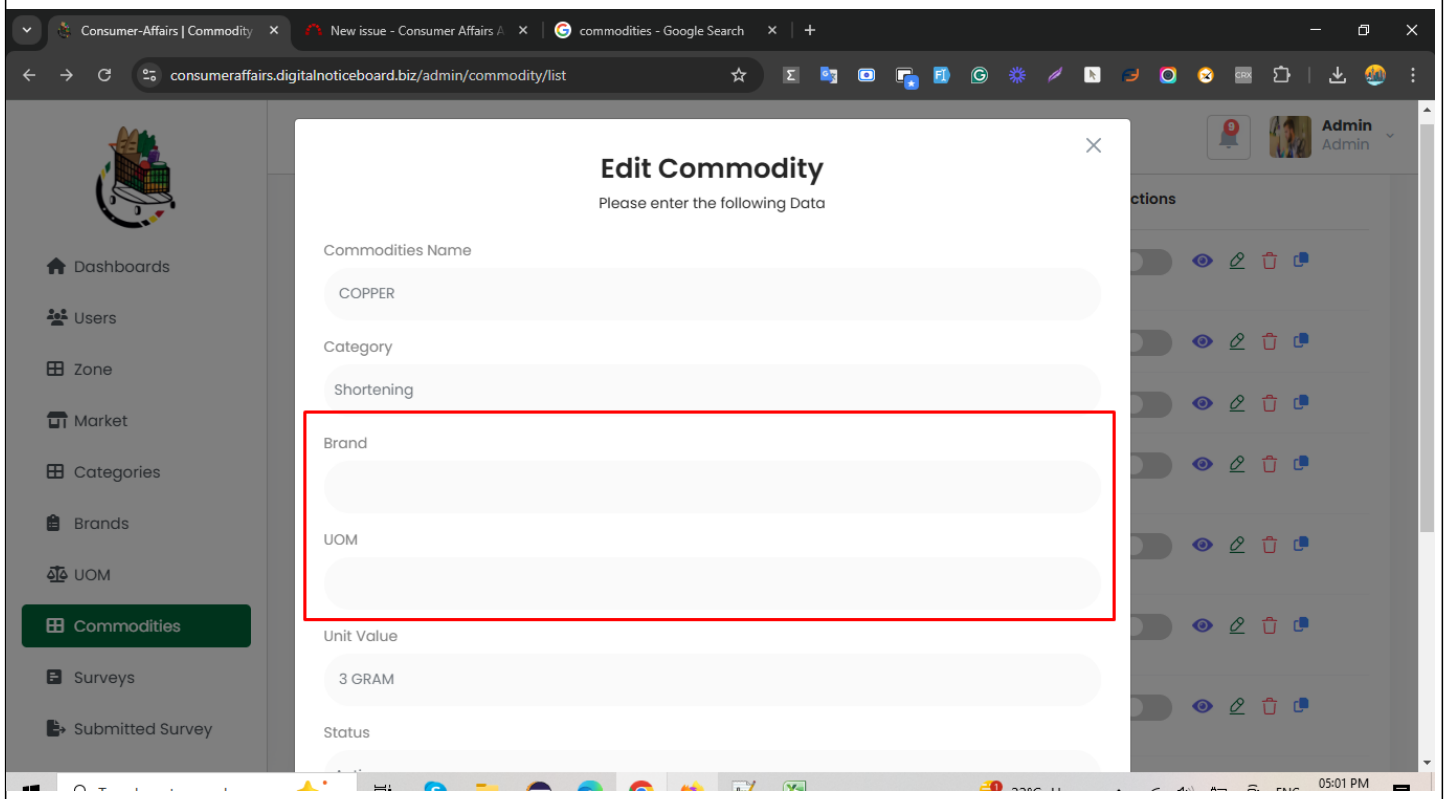 Consumer-Affairs | Commodity
New issue - Consumer Affairs A
commodities - Google Search
consumeraffairs.digitalnoticeboard.biz/admin/commodity/list
CRX
9
Admin
Admin
Edit Commodity
Please enter the following Data
ctions
Commodities Name
COPPER
Category
Shortening
Brand
UOM
Unit Value
3 GRAM
Status
Dashboards
Users
Zone
Market
Categories
Brands
UOM
Commodities
Surveys
Submitted Survey
05:01 PM